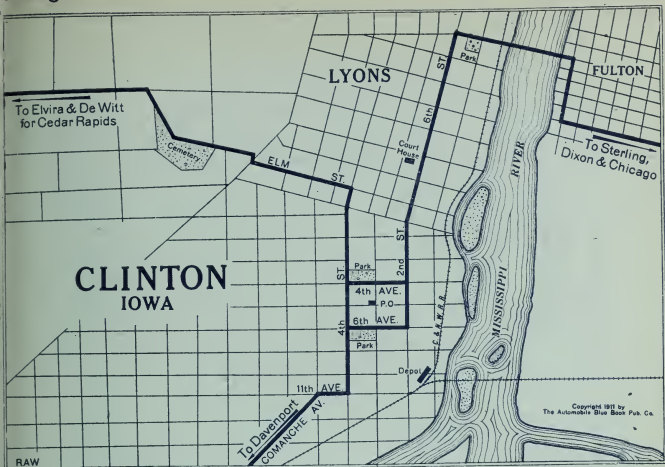 LYONS
FULTON
Park
6th ST.
To Elvira & De Witt
for Cedar Rapids
Court
House
To Sterling,
Dixon & Chicago
Cemetery
ELM ST.
RIVER
MISSISSIPPI
CLINTON
IOWA
Park
ST.
2nd ST.
4th AVE.
P.O.
6th AVE.
4th
C. & N.W.R.R.
Park
Depot
11th AVE.
To Davenport
COMANCHE AV.
Copyright 1917 by
The Automobile Blue Book Pub. Co.
RAW